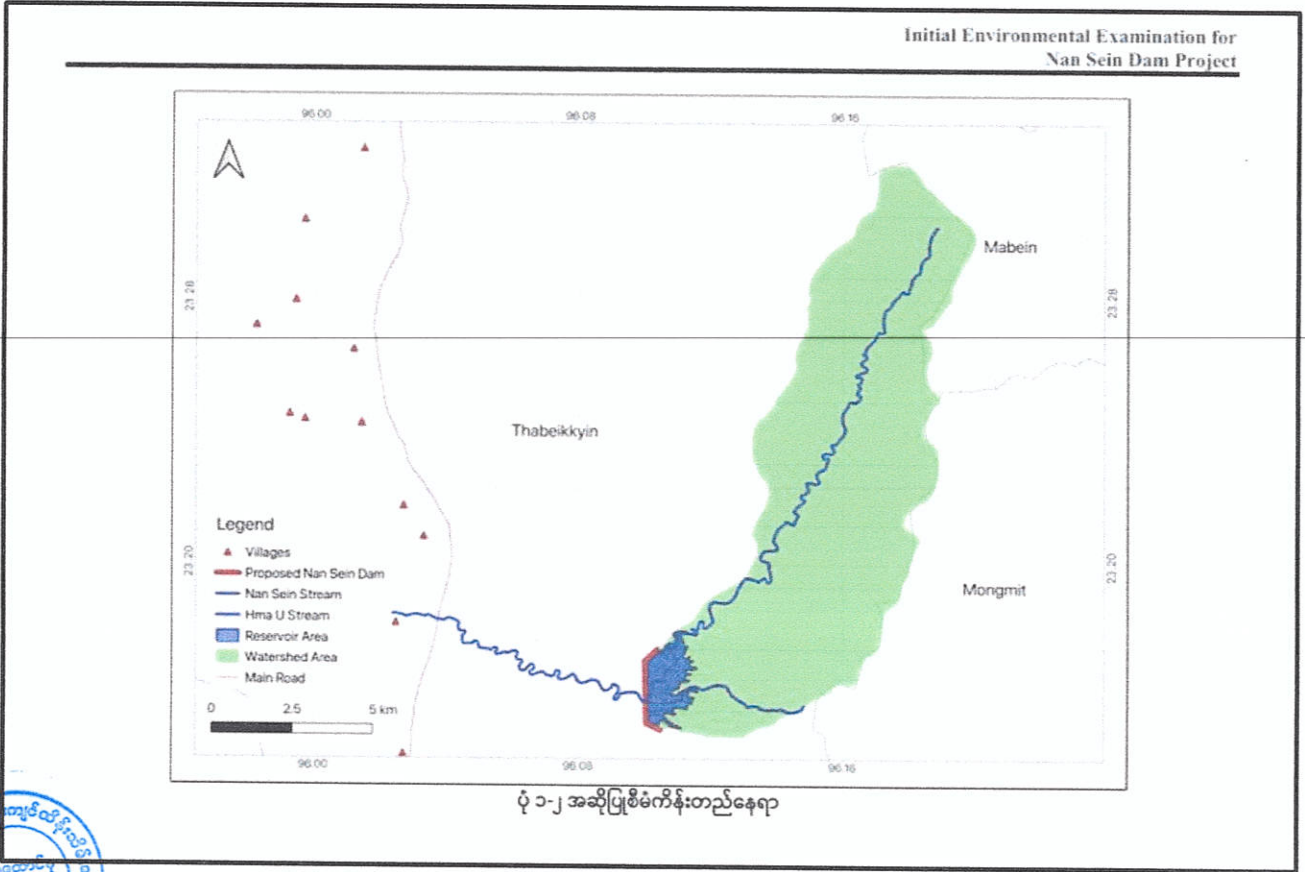 Initial Environmental Examination for
Nan Sein Dam Project
96.00 96.08 96.16
Mabein
23.28 23.28
Thabeikkyin
Legend
Villages
23.20 23.20
Proposed Nan Sein Dam
Nan Sein Stream
Mongmit
Hma U Stream
Reservoir Area
Watershed Area
Main Road
0 2.5 5 km
96.00 96.08 96.16
ပုံ ၁-၂ အဆိုပြုစီမံကိန်းတည်နေရာ